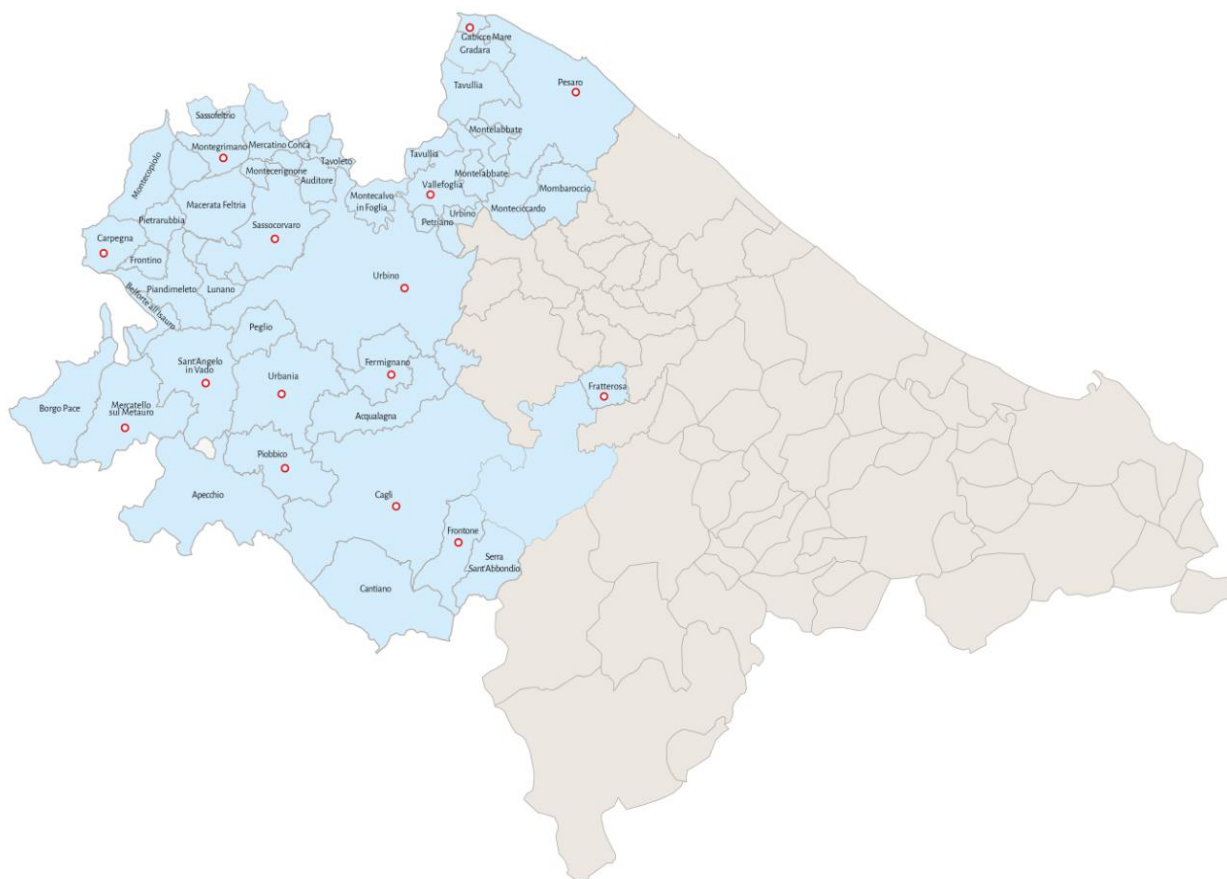 Gabicce Mare
Gradara
Pesaro
Tavullia
Sassofeltrio
Montelabbate
Mercatino Conca
Montegrimano
Tavullia
Tavoleto
Montecopiolo
Montecerignone
Montelabbate
Auditore
Vallefoglia
Mombaroccio
Montecalvo
in Foglia
Macerata Feltria
Monteciccardo
Urbino
Pietrarubbia
Petriano
Sassocorvaro
Carpegna
Frontino
Urbino
Belforte all'Isauro
Piandimeleto
Lunano
Peglio
Sant'Angelo
in Vado
Fermignano
Urbania
Fratterosa
Borgo Pace
Mercatello
sul Metauro
Acqualagna
Piobbico
Apecchio
Cagli
Frontone
Serra
Sant'Abbondio
Cantiano